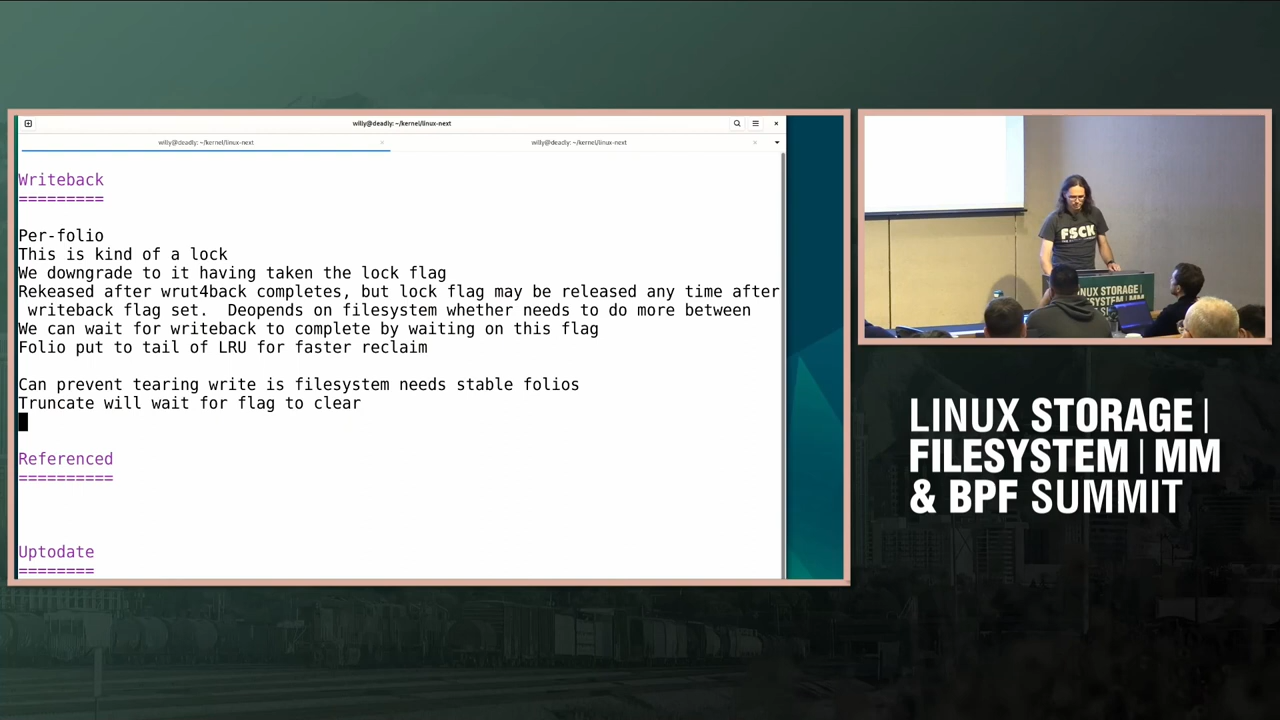 willy@deadly: ~/kernel/linux-next
willy@deadly: ~/kernel/linux-next
willy@deadly: ~/kernel/linux-next
Writeback
=========
Per-folio
This is kind of a lock
We downgrade to it having taken the lock flag
Rekeased after wrut4back completes, but lock flag may be released any time after
writeback flag set.  Deopends on filesystem whether needs to do more between
We can wait for writeback to complete by waiting on this flag
Folio put to tail of LRU for faster reclaim
Can prevent tearing write is filesystem needs stable folios
Truncate will wait for flag to clear
Referenced
==========
Uptodate
========
FSCK
LINUX STORAGE|
FILESYSTEM|MM
LINUX STORAGE|
FILESYSTEM|MM
& BPF SUMMIT